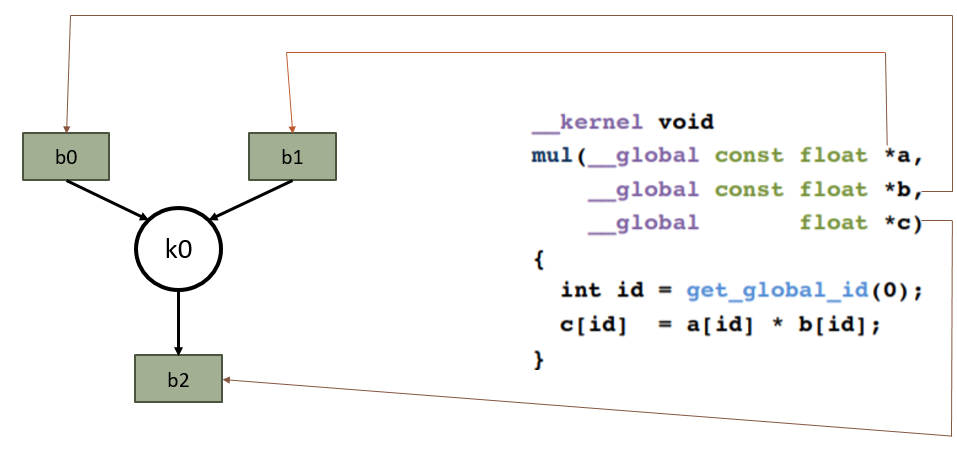 b0
b1
k0
b2
__kernel void
mul(__global const float *a,
__global const float *b,
__global float *c)
{
int id = get_global_id(0);
c[id] = a[id] * b[id];
}